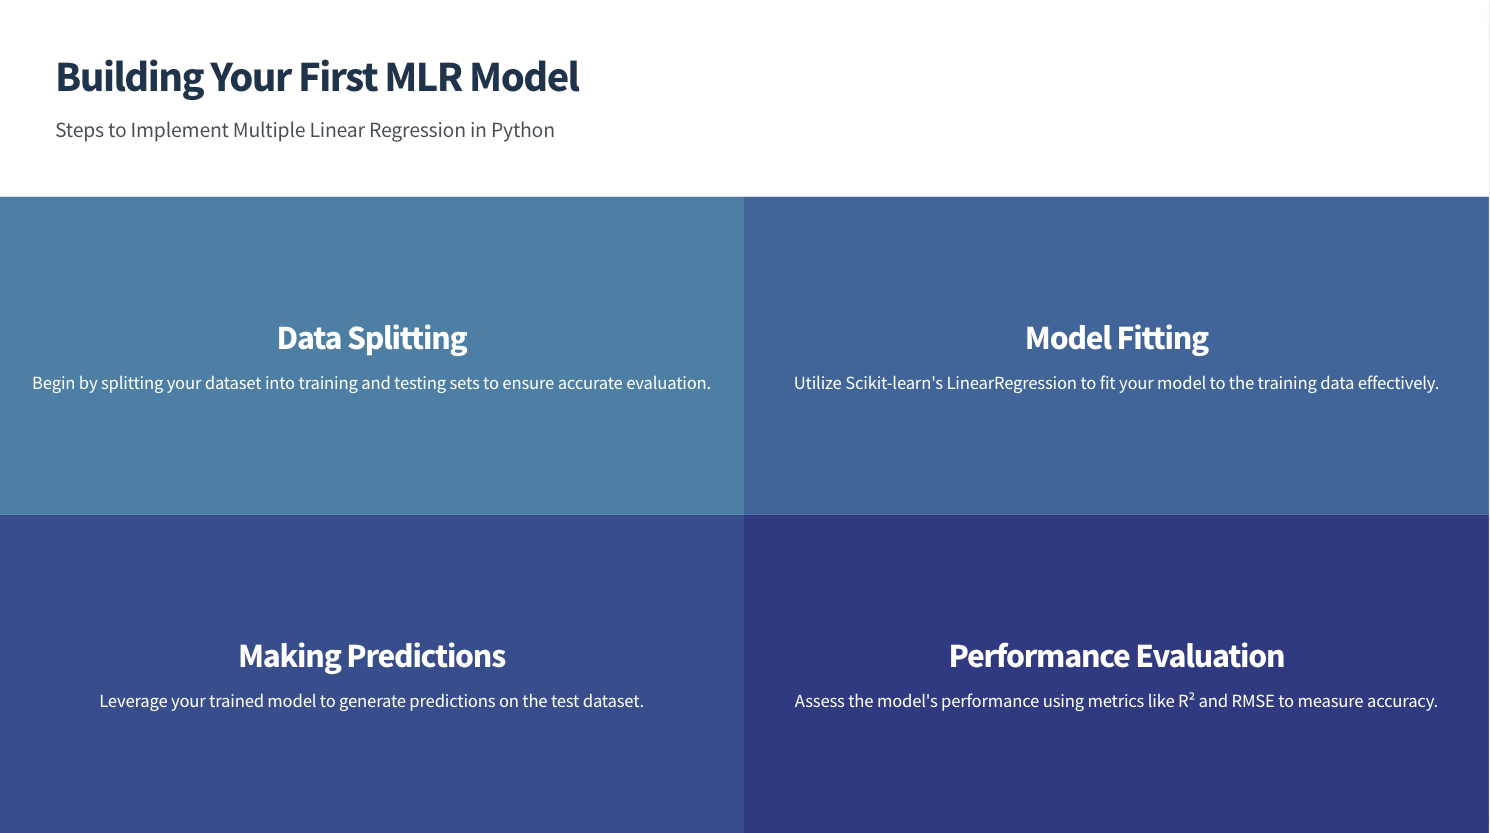 Building Your First MLR Model
Steps to Implement Multiple Linear Regression in Python
Data Splitting
Begin by splitting your dataset into training and testing sets to ensure accurate evaluation.
Model Fitting
Utilize Scikit-learn's LinearRegression to fit your model to the training data effectively.
Making Predictions
Leverage your trained model to generate predictions on the test dataset.
Performance Evaluation
Assess the model's performance using metrics like R² and RMSE to measure accuracy.